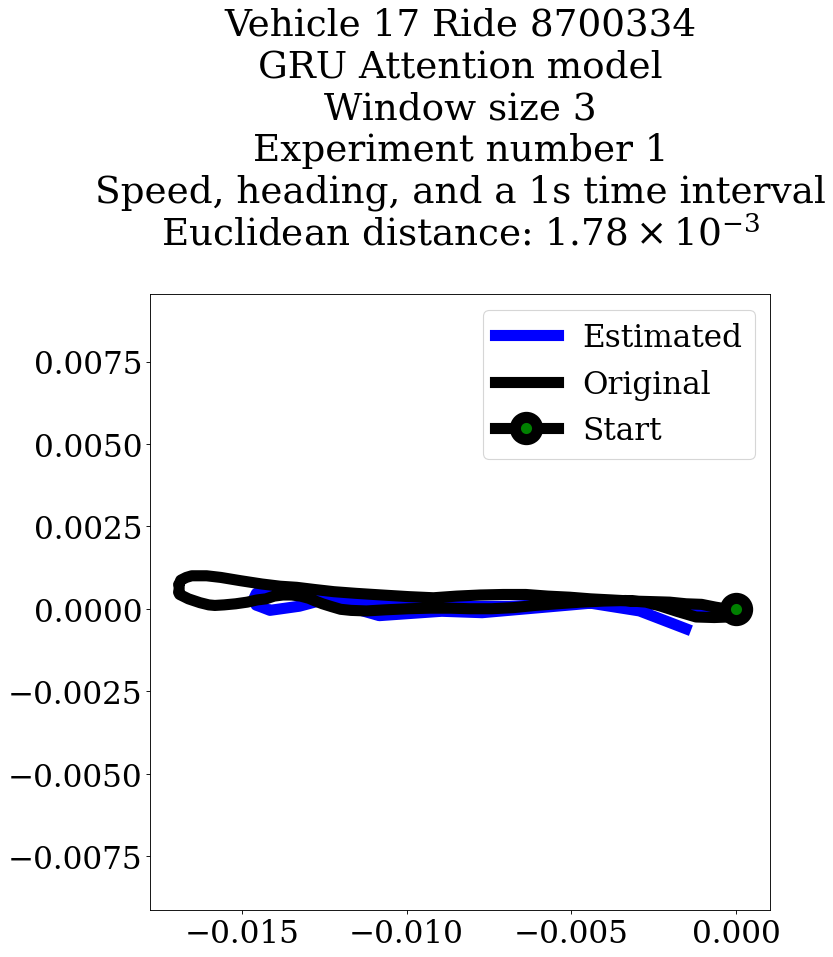 Vehicle 17 Ride 8700334
GRU Attention model
Window size 3
Experiment number 1
Speed, heading, and a 1s time interval
Euclidean distance: 1.78 × 10⁻³
Estimated
Original
Start
0.0075
0.0050
0.0025
0.0000
−0.0025
−0.0050
−0.0075
−0.015
−0.010
−0.005
0.000